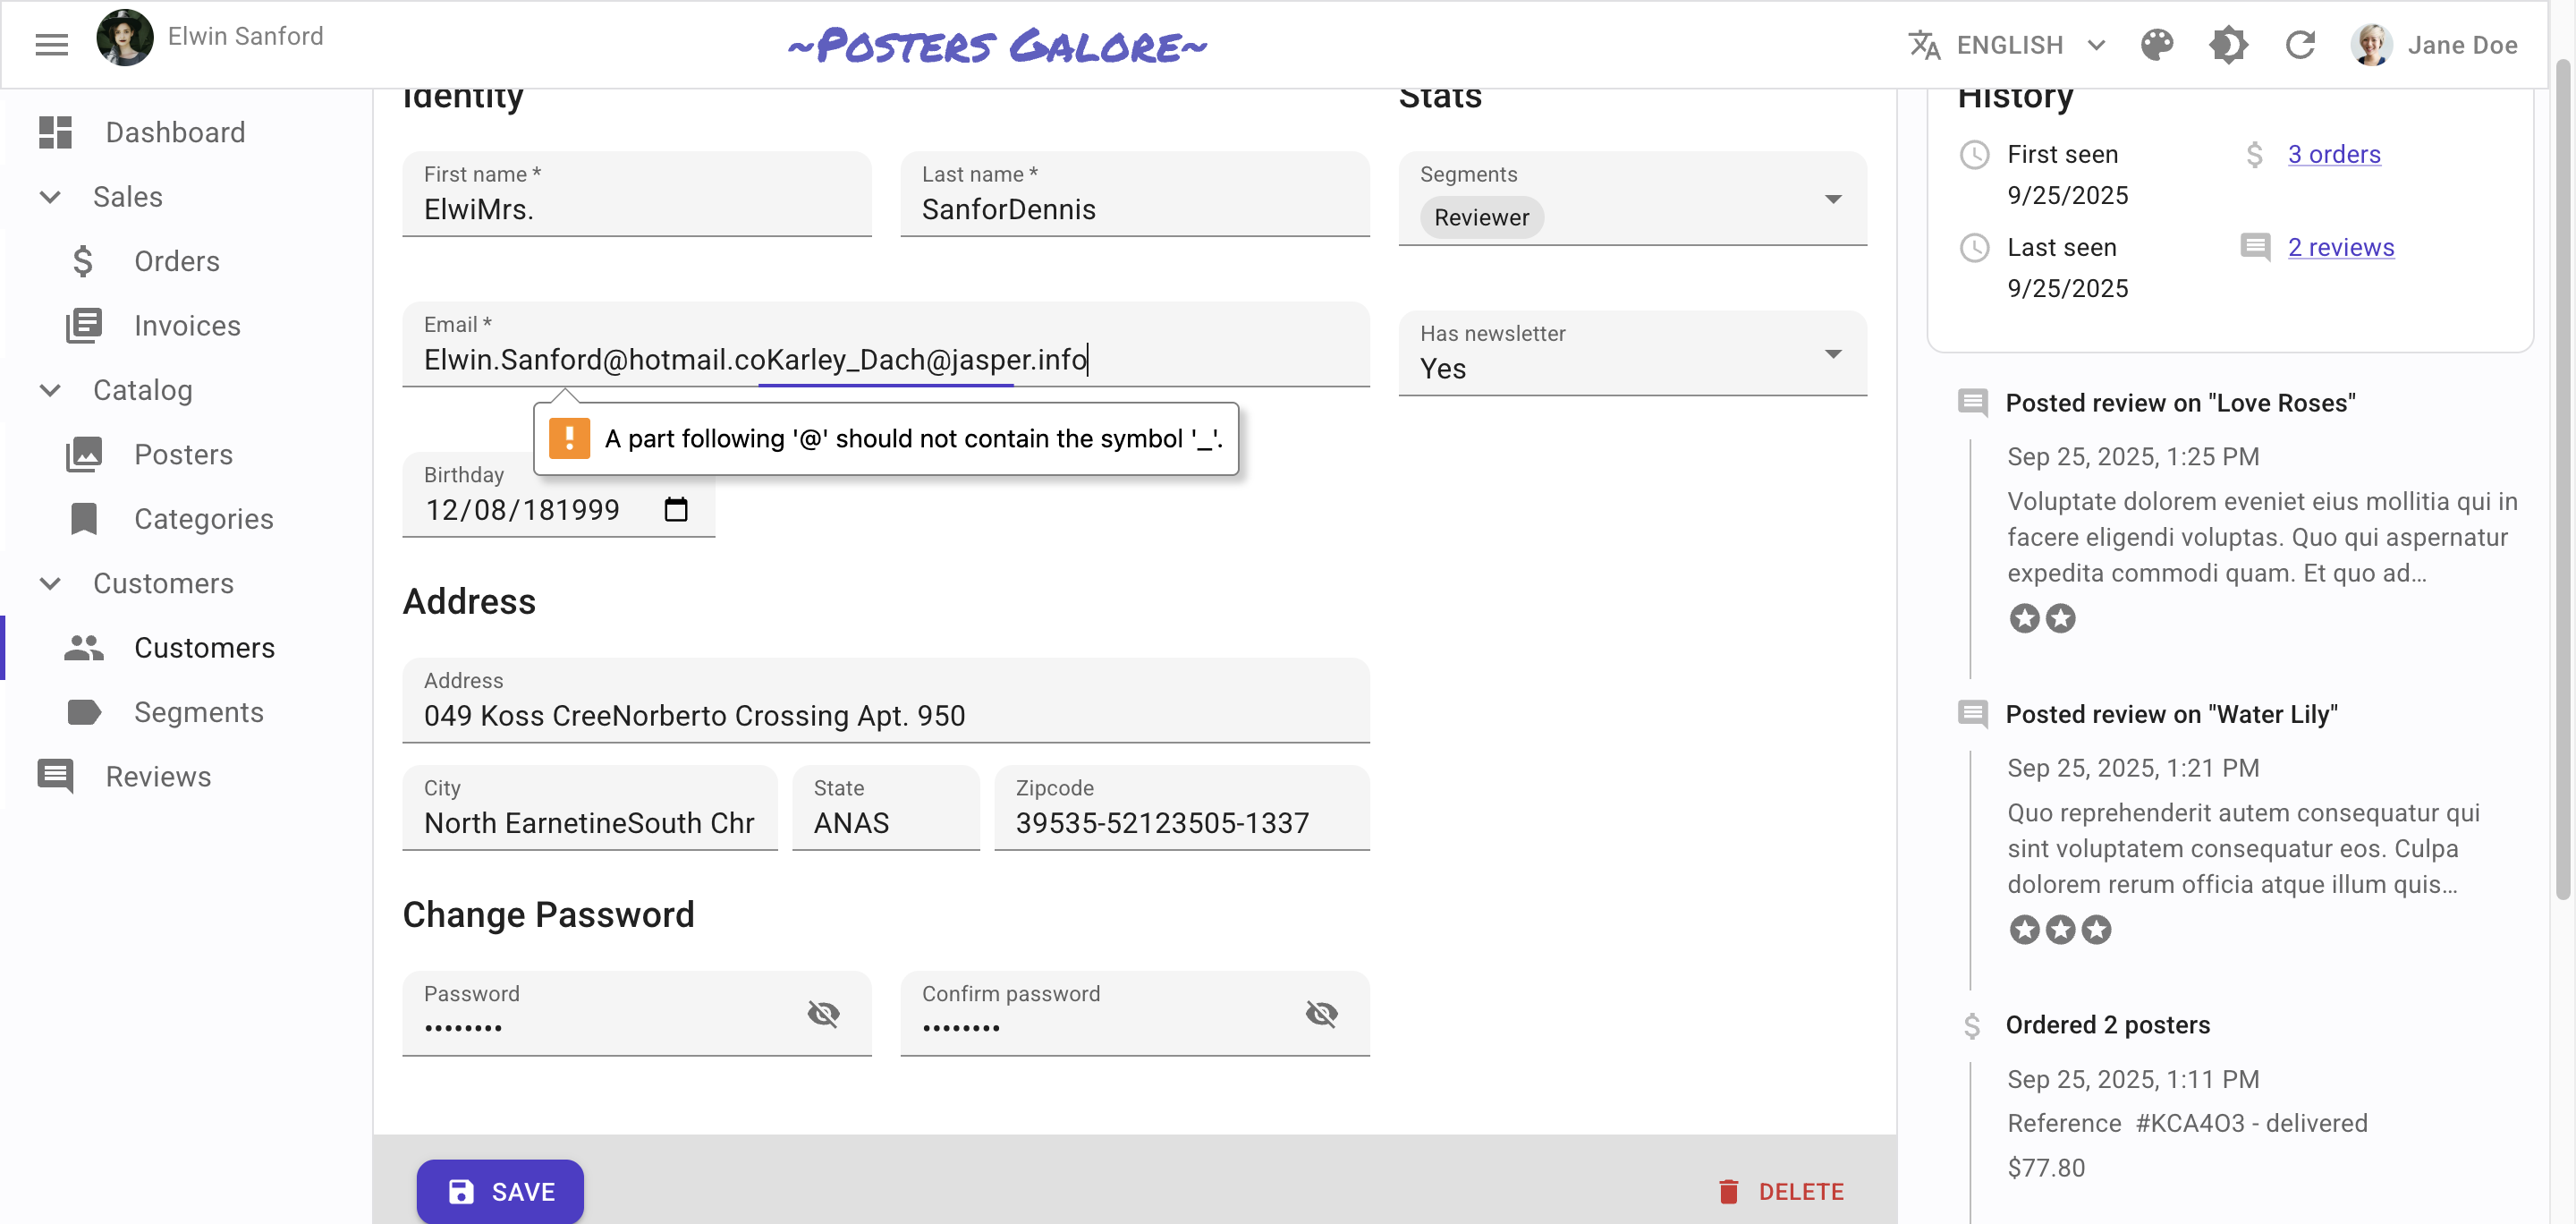 Elwin Sanford
~Posters Galore~
ENGLISH
Jane Doe
Dashboard
Sales
Orders
Invoices
Catalog
Posters
Categories
Customers
Customers
Segments
Reviews
Identity
First name *
ElwiMrs.
Last name *
SanforDennis
Email *
Elwin.Sanford@hotmail.coKarley_Dach@jasper.info
A part following '@' should not contain the symbol '_'.
Birthday
12/08/181999
Address
Address
049 Koss CreeNorberto Crossing Apt. 950
City
North EarnetineSouth Chr
State
ANAS
Zipcode
39535-52123505-1337
Change Password
Password
••••••••
Confirm password
••••••••
SAVE
DELETE
Stats
Segments
Reviewer
Has newsletter
Yes
History
First seen
9/25/2025
3 orders
Last seen
9/25/2025
2 reviews
Posted review on "Love Roses"
Sep 25, 2025, 1:25 PM
Voluptate dolorem eveniet eius mollitia qui in
facere eligendi voluptas. Quo qui aspernatur
expedita commodi quam. Et quo ad…
Posted review on "Water Lily"
Sep 25, 2025, 1:21 PM
Quo reprehenderit autem consequatur qui
sint voluptatem consequatur eos. Culpa
dolorem rerum officia atque illum quis…
Ordered 2 posters
Sep 25, 2025, 1:11 PM
Reference #KCA4O3 - delivered
$77.80